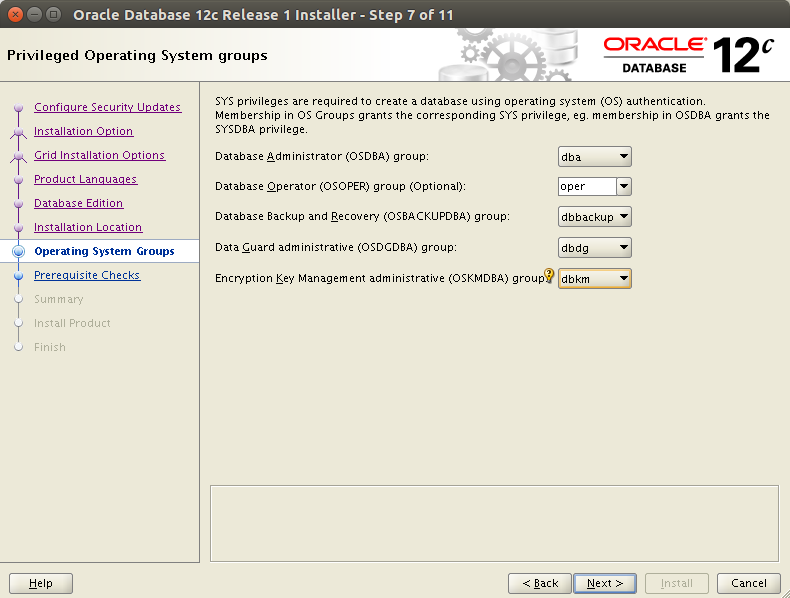 Oracle Database 12c Release 1 Installer - Step 7 of 11
Privileged Operating System groups
ORACLE®
DATABASE
12c
Configure Security Updates
Installation Option
Grid Installation Options
Product Languages
Database Edition
Installation Location
Operating System Groups
Prerequisite Checks
Summary
Install Product
Finish
SYS privileges are required to create a database using operating system (OS) authentication.
Membership in OS Groups grants the corresponding SYS privilege, eg. membership in OSDBA grants the
SYSDBA privilege.
Database Administrator (OSDBA) group: dba
Database Operator (OSOPER) group (Optional): oper
Database Backup and Recovery (OSBACKUPDBA) group: dbbackup
Data Guard administrative (OSDGDBA) group: dbdg
Encryption Key Management administrative (OSKMDBA) group: dbkm
Help
< Back
Next >
Install
Cancel